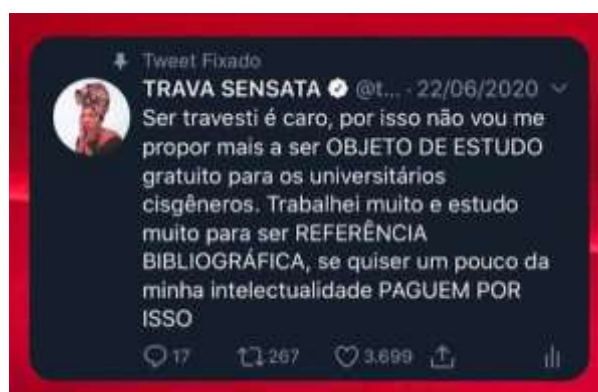 Tweet Fixado
TRAVA SENSATA @t... · 22/06/2020
Ser travesti é caro, por isso não vou me
propor mais a ser OBJETO DE ESTUDO
gratuito para os universitários
cisgêneros. Trabalhei muito e estudo
muito para ser REFERÊNCIA
BIBLIOGRÁFICA, se quiser um pouco da
minha intelectualidade PAGUEM POR
ISSO
17 267 3.699